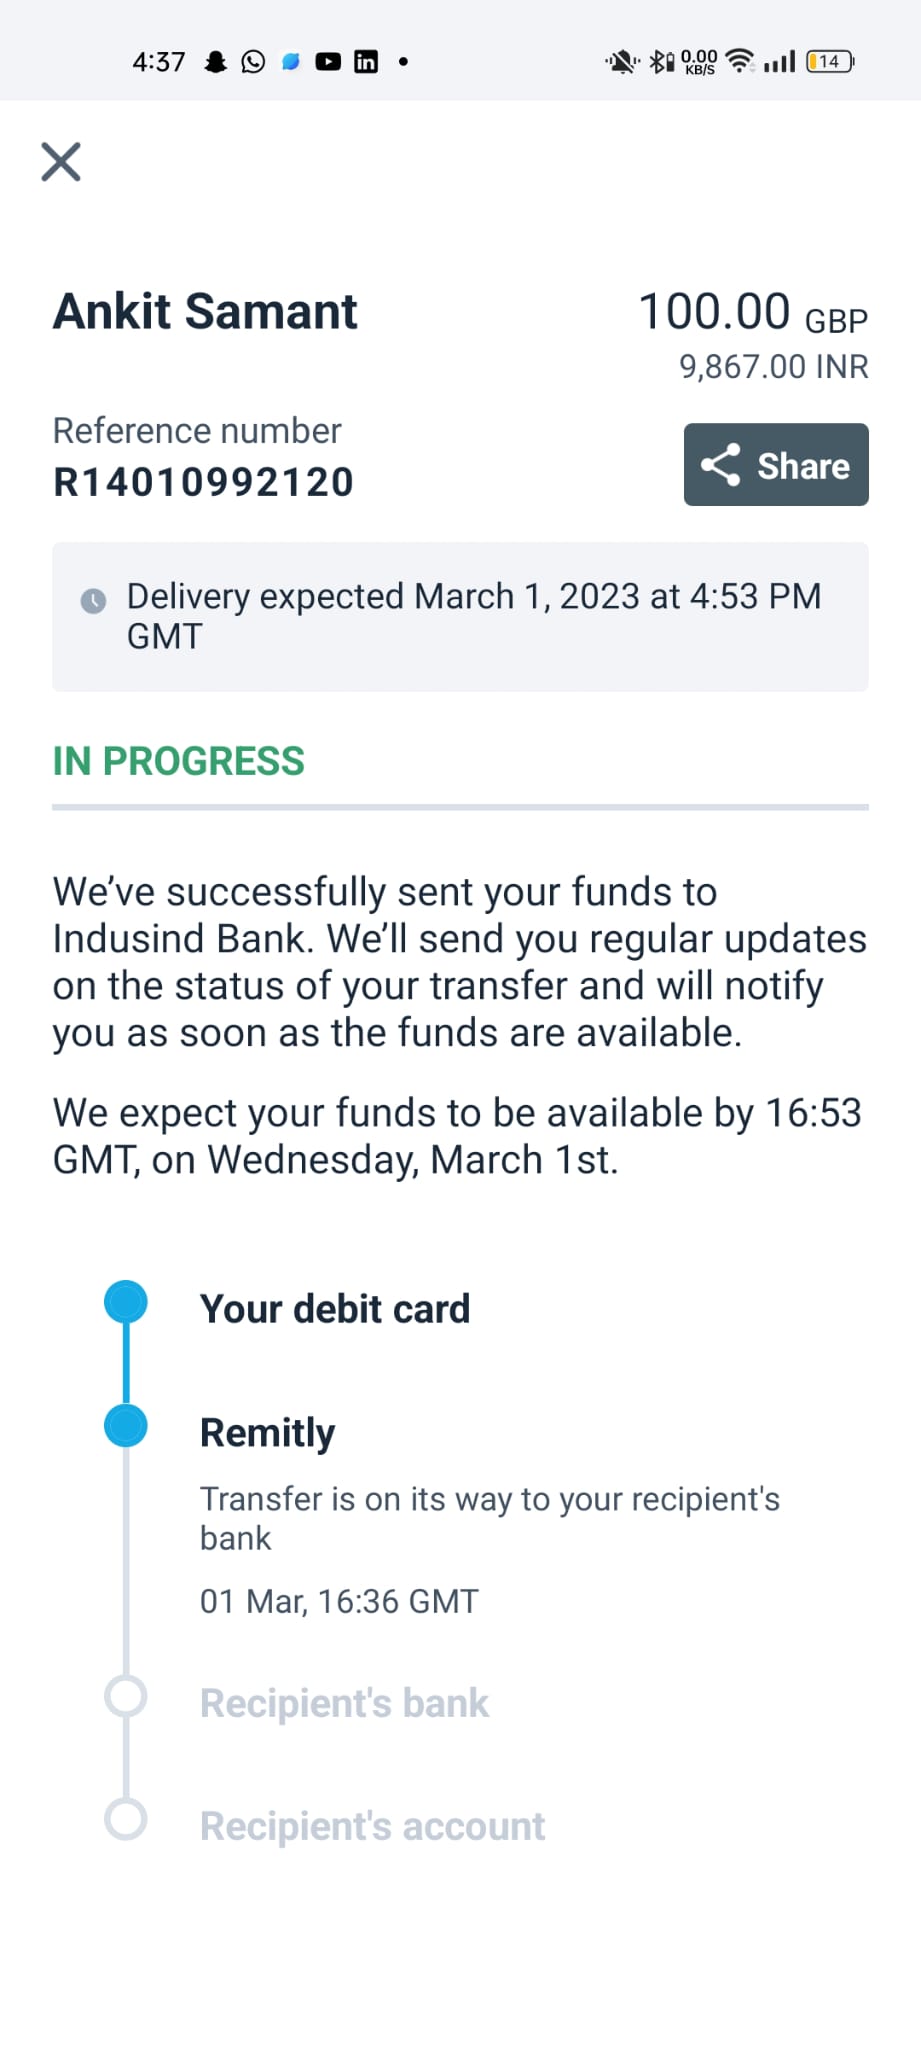 4:37
0.00 KB/S
14
Ankit Samant
100.00 GBP
9,867.00 INR
Reference number
R14010992120
Share
Delivery expected March 1, 2023 at 4:53 PM
GMT
IN PROGRESS
We’ve successfully sent your funds to
Indusind Bank. We’ll send you regular updates
on the status of your transfer and will notify
you as soon as the funds are available.
We expect your funds to be available by 16:53
GMT, on Wednesday, March 1st.
Your debit card
Remitly
Transfer is on its way to your recipient's
bank
01 Mar, 16:36 GMT
Recipient's bank
Recipient's account